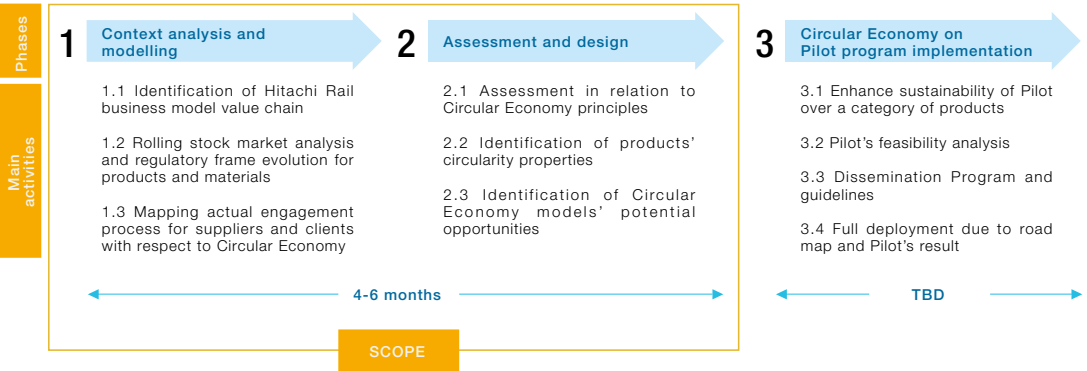 Phases
1
Context analysis and
modelling
2
Assessment and design
3
Circular Economy on
Pilot program implementation
Main
activities
1.1 Identification of Hitachi Rail
business model value chain
1.2 Rolling stock market analysis
and regulatory frame evolution for
products and materials
1.3 Mapping actual engagement
process for suppliers and clients
with respect to Circular Economy
2.1 Assessment in relation to
Circular Economy principles
2.2 Identification of products'
circularity properties
2.3 Identification of Circular
Economy models' potential
opportunities
3.1 Enhance sustainability of Pilot
over a category of products
3.2 Pilot's feasibility analysis
3.3 Dissemination Program and
guidelines
3.4 Full deployment due to road
map and Pilot's result
4-6 months
TBD
SCOPE